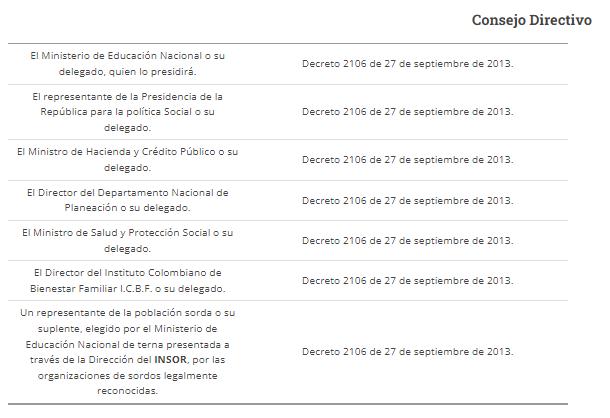 Consejo Directivo
El Ministerio de Educación Nacional o su
delegado, quien lo presidirá.
Decreto 2106 de 27 de septiembre de 2013.
El representante de la Presidencia de la
República para la política Social o su
delegado.
Decreto 2106 de 27 de septiembre de 2013.
El Ministro de Hacienda y Crédito Público o su
delegado.
Decreto 2106 de 27 de septiembre de 2013.
El Director del Departamento Nacional de
Planeación o su delegado.
Decreto 2106 de 27 de septiembre de 2013.
El Ministro de Salud y Protección Social o su
delegado.
Decreto 2106 de 27 de septiembre de 2013.
El Director del Instituto Colombiano de
Bienestar Familiar I.C.B.F. o su delegado.
Decreto 2106 de 27 de septiembre de 2013.
Un representante de la población sorda o su
suplente, elegido por el Ministerio de
Educación Nacional de terna presentada a
través de la Dirección del INSOR, por las
organizaciones de sordos legalmente
reconocidas.
Decreto 2106 de 27 de septiembre de 2013.